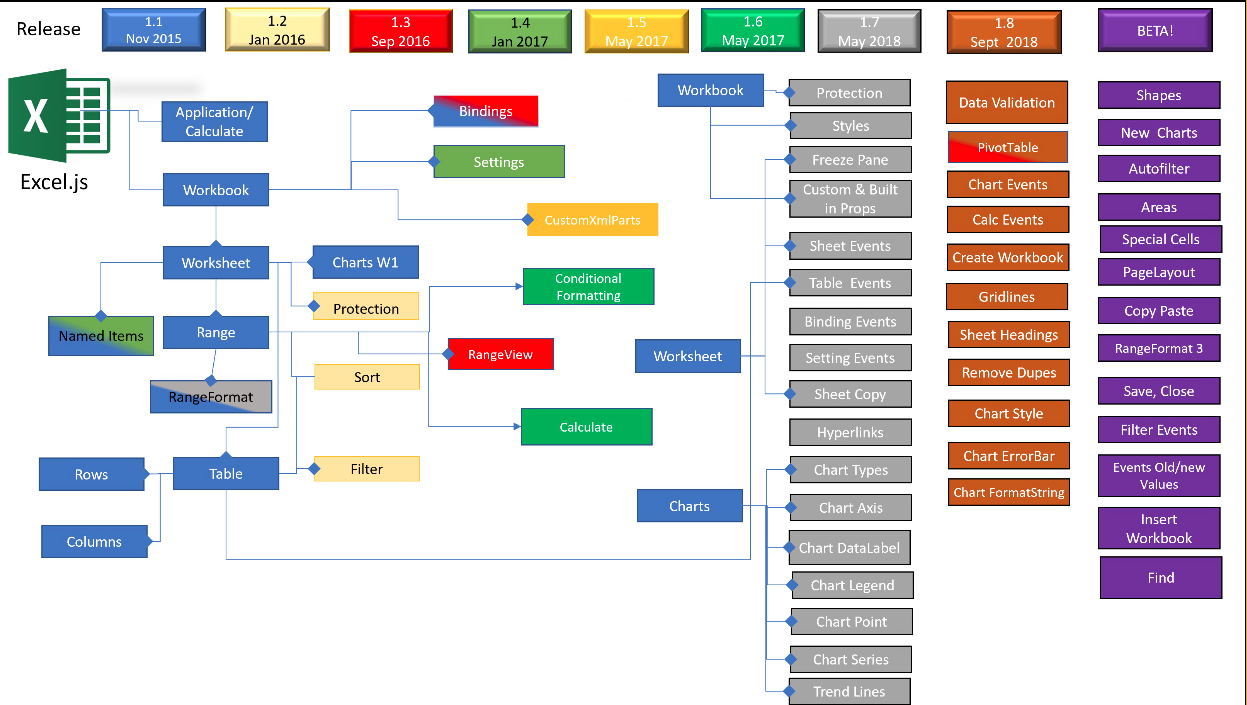 Release
1.1
Nov 2015
1.2
Jan 2016
1.3
Sep 2016
1.4
Jan 2017
1.5
May 2017
1.6
May 2017
1.7
May 2018
1.8
Sept  2018
BETA!
X
Excel.js
Application/
Calculate
Workbook
Worksheet
Named Items
Range
RangeFormat
Rows
Table
Columns
Charts W1
Protection
Sort
Filter
Bindings
Settings
CustomXmlParts
Conditional
Formatting
RangeView
Calculate
Workbook
Worksheet
Charts
Protection
Styles
Freeze Pane
Custom & Built
in Props
Sheet Events
Table  Events
Binding Events
Setting Events
Sheet Copy
Hyperlinks
Chart Types
Chart Axis
Chart DataLabel
Chart Legend
Chart Point
Chart Series
Trend Lines
Data Validation
PivotTable
Chart Events
Calc Events
Create Workbook
Gridlines
Sheet Headings
Remove Dupes
Chart Style
Chart ErrorBar
Chart FormatString
Shapes
New  Charts
Autofilter
Areas
Special Cells
PageLayout
Copy Paste
RangeFormat 3
Save, Close
Filter Events
Events Old/new
Values
Insert
Workbook
Find